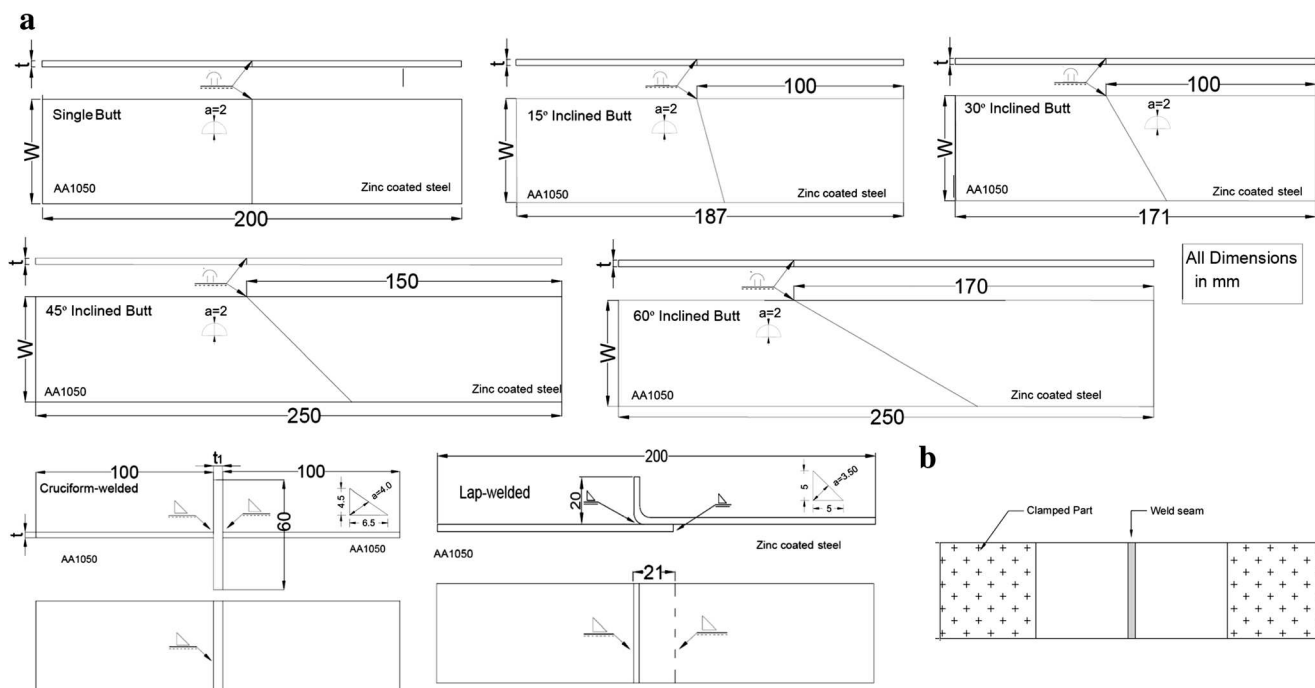 a
t
Single Butt
a=2
W
AA1050
Zinc coated steel
200
t
100
15° Inclined Butt
a=2
W
AA1050
Zinc coated steel
187
t
100
30° Inclined Butt
a=2
W
AA1050
Zinc coated steel
171
t
150
45° Inclined Butt
a=2
W
AA1050
Zinc coated steel
250
t
170
60° Inclined Butt
a=2
W
AA1050
Zinc coated steel
250
All Dimensions
in mm
t1
100
100
Cruciform-welded
4.5
a=4.0
6.5
60
t
AA1050
AA1050
200
Lap-welded
20
5
a=3.50
5
AA1050
Zinc coated steel
21
b
Clamped Part
Weld seam